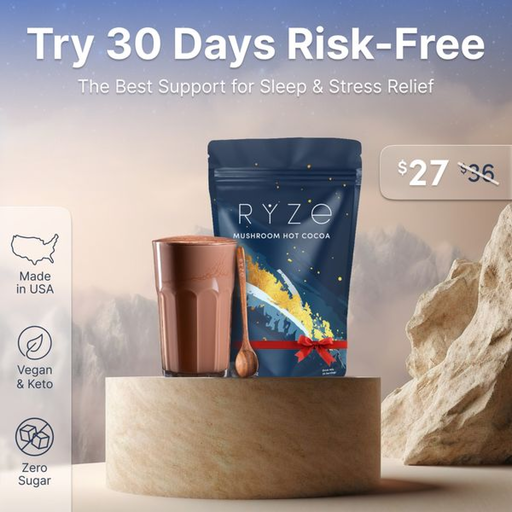 Try 30 Days Risk-Free
The Best Support for Sleep & Stress Relief
$27 $36
RYZE
MUSHROOM HOT COCOA
Made
in USA
Vegan
& Keto
Zero
Sugar